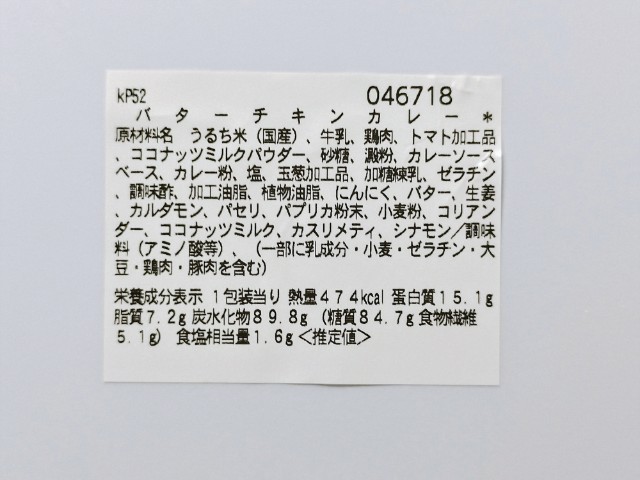 kP52 046718
バターチキンカレー＊
原材料名 うるち米（国産）、牛乳、鶏肉、トマト加工品
、ココナッツミルクパウダー、砂糖、澱粉、カレーソース
ベース、カレー粉、塩、玉葱加工品、加糖練乳、ゼラチン
、調味酢、加工油脂、植物油脂、にんにく、バター、生姜
、カルダモン、パセリ、パプリカ粉末、小麦粉、コリアン
ダー、ココナツミルク、カスリメティ、シナモン／調味
料（アミノ酸等）、（一部に乳成分・小麦・ゼラチン・大
豆・鶏肉・豚肉を含む）
栄養成分表示 1包装当り 熱量474kcal 蛋白質15.1g
脂質7.2g 炭水化物89.8g（糖質84.7g 食物繊維
5.1g） 食塩相当量1.6g＜推定値＞